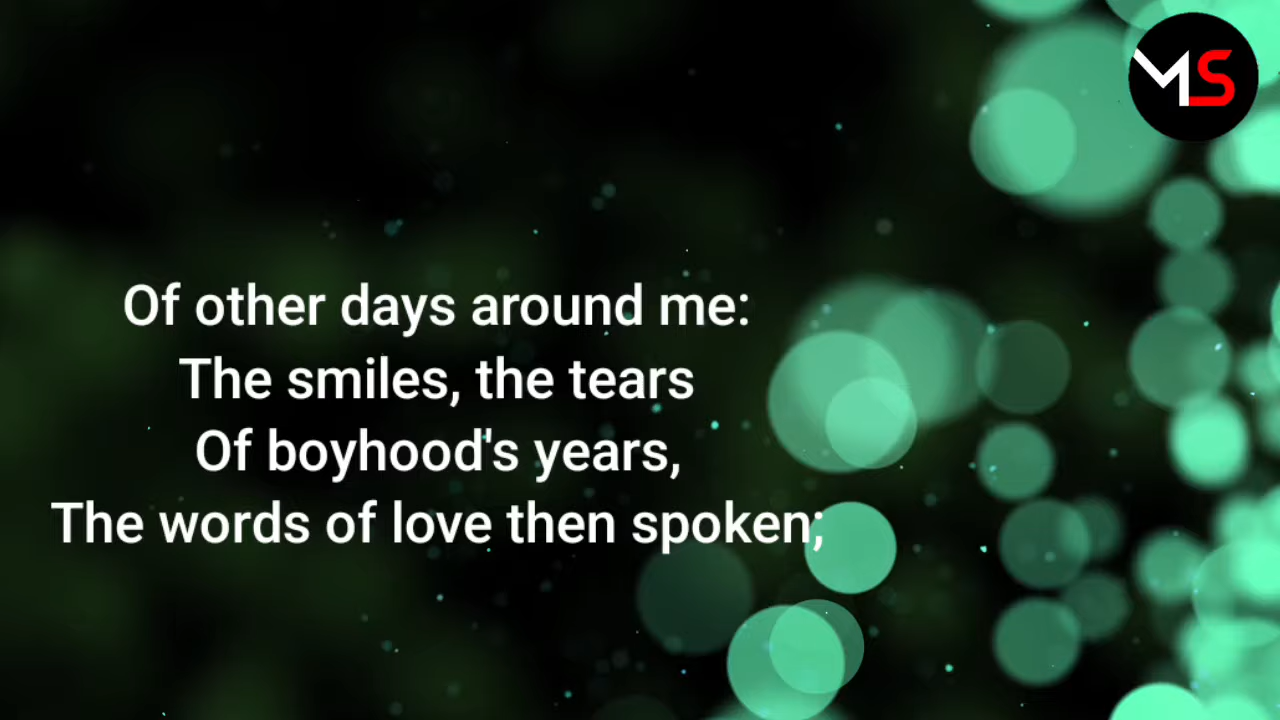 MS
Of other days around me:
The smiles, the tears
Of boyhood's years,
The words of love then spoken;